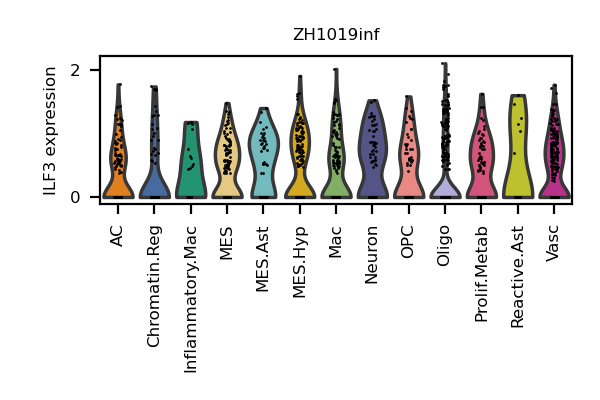 ZH1019inf
ILF3 expression
2
0
AC
Chromatin.Reg
Inflammatory.Mac
MES
MES.Ast
MES.Hyp
Mac
Neuron
OPC
Oligo
Prolif.Metab
Reactive.Ast
Vasc